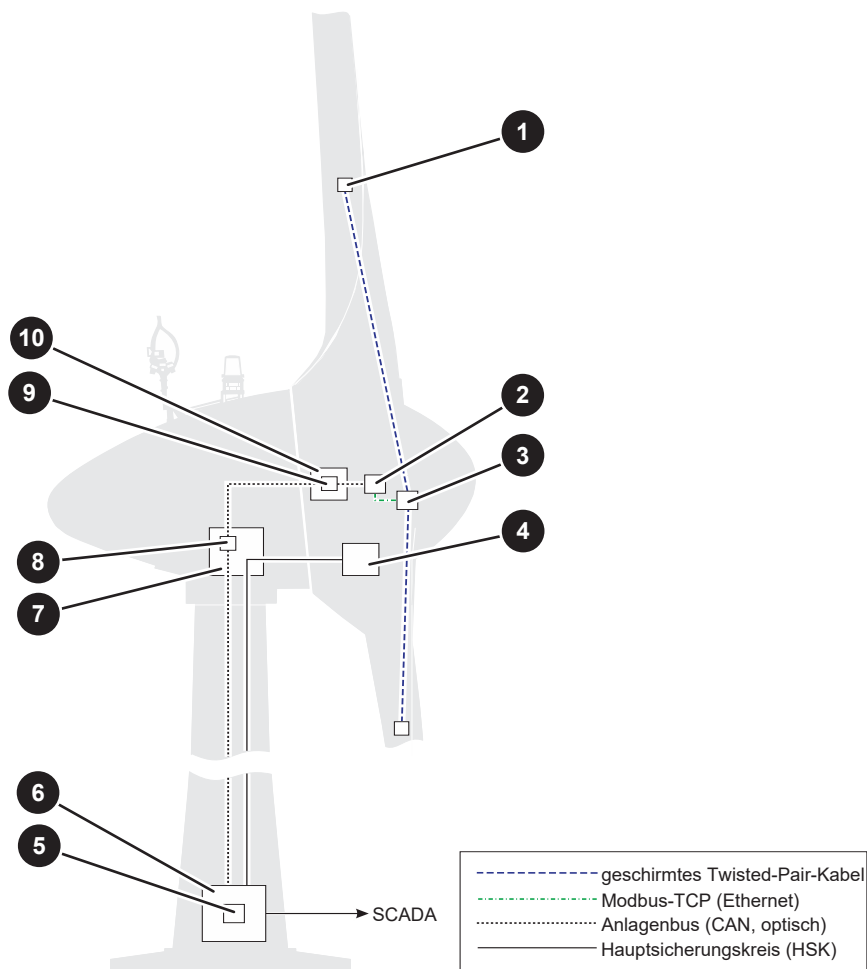 1
10
9
2
3
8
4
7
6
5
SCADA
geschirmtes Twisted-Pair-Kabel
Modbus-TCP (Ethernet)
Anlagenbus (CAN, optisch)
Hauptsicherungskreis (HSK)